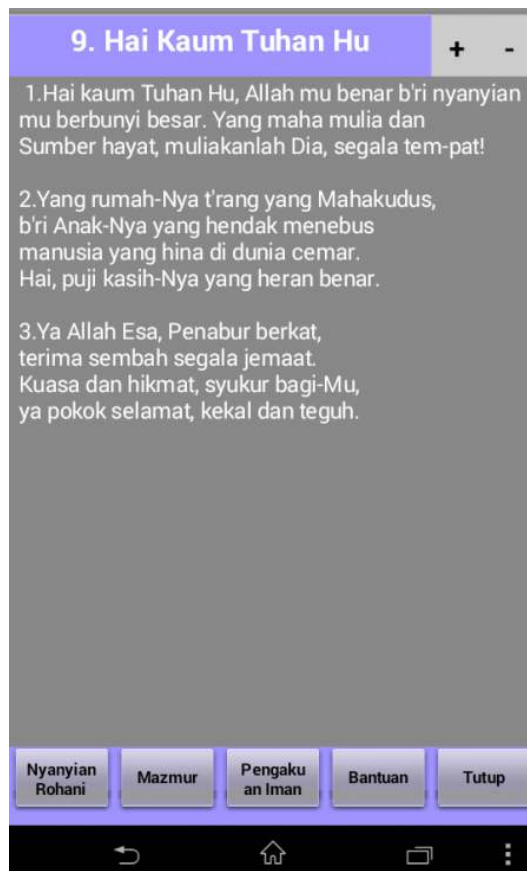 9. Hai Kaum Tuhan Hu
+ -
1.Hai kaum Tuhan Hu, Allah mu benar b'ri nyanyian
mu berbunyi besar. Yang maha mulia dan
Sumber hayat, muliakanlah Dia, segala tem-pat!
2.Yang rumah-Nya t'rang yang Mahakudus,
b'ri Anak-Nya yang hendak menebus
manusia yang hina di dunia cemar.
Hai, puji kasih-Nya yang heran benar.
3.Ya Allah Esa, Penabur berkat,
terima sembah segala jemaat.
Kuasa dan hikmat, syukur bagi-Mu,
ya pokok selamat, kekal dan teguh.
Nyanyian
Rohani
Mazmur
Pengaku
an Iman
Bantuan
Tutup